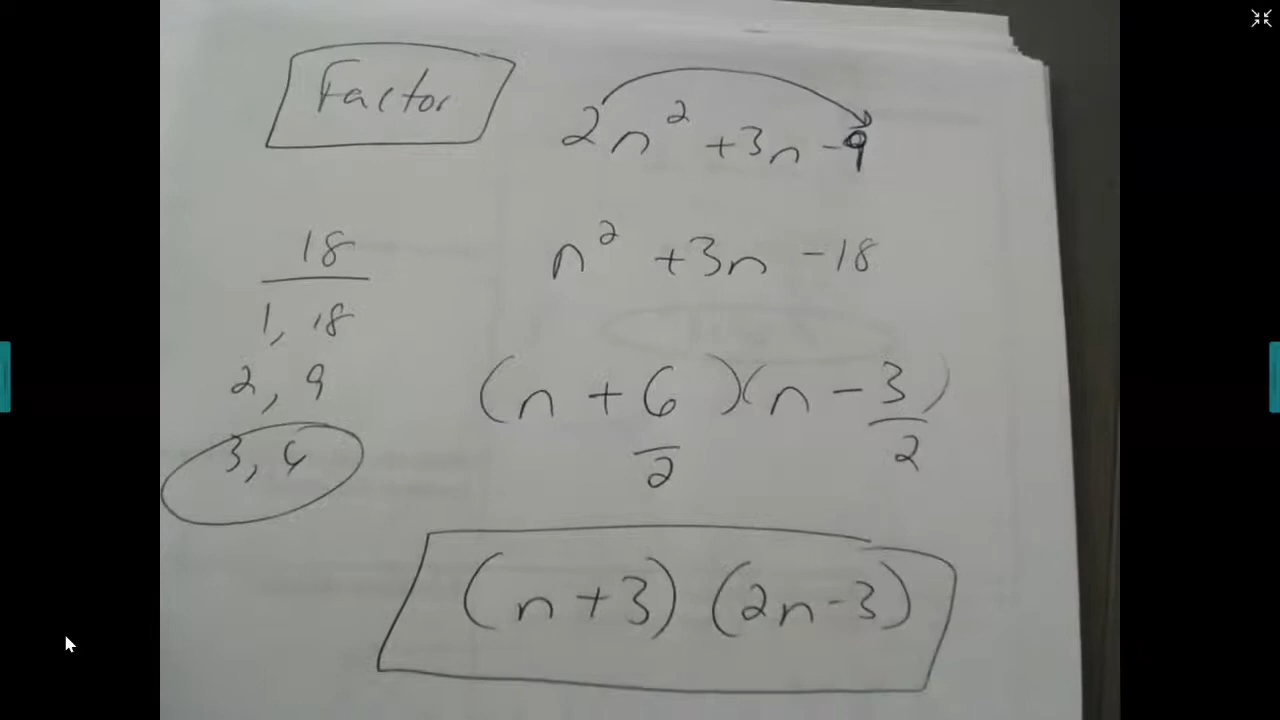 Factor
2n² +3n -9
18
1, 18
2, 9
3, 6
n² +3n -18
(n + 6/2)(n - 3/2)
(n+3) (2n-3)